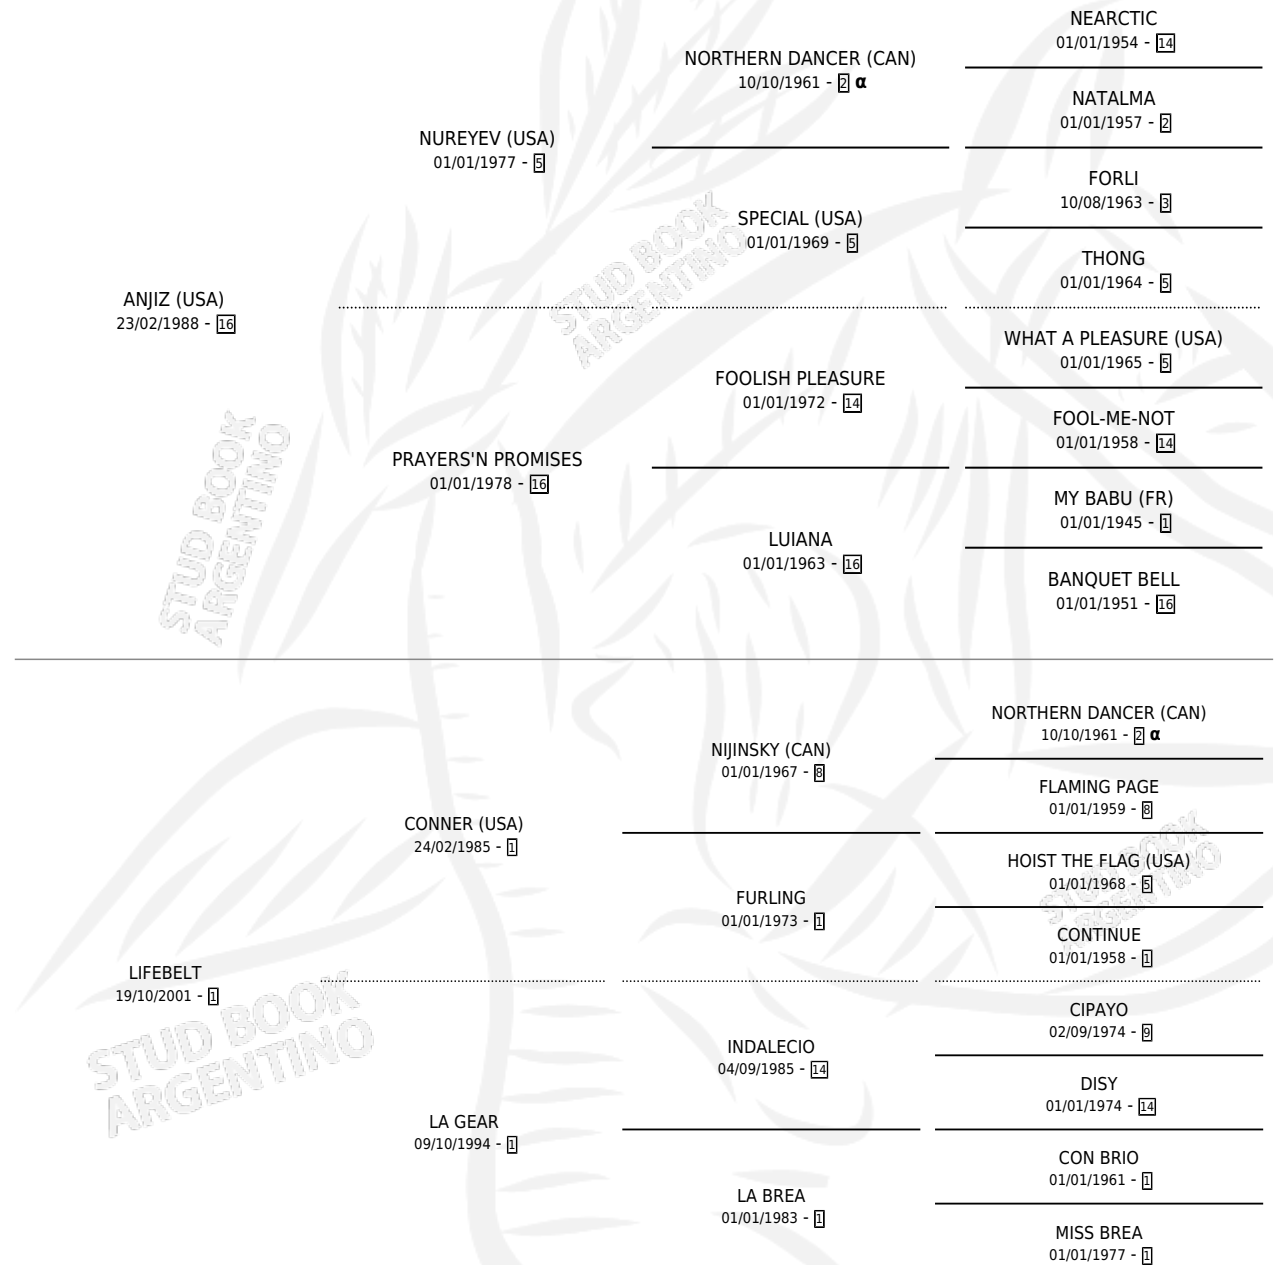 NEARCTIC
01/01/1954 - 14
NORTHERN DANCER (CAN)
10/10/1961 - 2 α
NATALMA
01/01/1957 - 2
NUREYEV (USA)
01/01/1977 - 5
FORLI
10/08/1963 - 3
SPECIAL (USA)
01/01/1969 - 5
THONG
01/01/1964 - 5
ANJIZ (USA)
23/02/1988 - 16
WHAT A PLEASURE (USA)
01/01/1965 - 5
FOOLISH PLEASURE
01/01/1972 - 14
FOOL-ME-NOT
01/01/1958 - 14
PRAYERS'N PROMISES
01/01/1978 - 16
MY BABU (FR)
01/01/1945 - 1
LUIANA
01/01/1963 - 16
BANQUET BELL
01/01/1951 - 16
NORTHERN DANCER (CAN)
10/10/1961 - 2 α
NIJINSKY (CAN)
01/01/1967 - 8
FLAMING PAGE
01/01/1959 - 8
CONNER (USA)
24/02/1985 - 1
HOIST THE FLAG (USA)
01/01/1968 - 5
FURLING
01/01/1973 - 1
CONTINUE
01/01/1958 - 1
LIFEBELT
19/10/2001 - 1
CIPAYO
02/09/1974 - 9
INDALECIO
04/09/1985 - 14
DISY
01/01/1974 - 14
LA GEAR
09/10/1994 - 1
CON BRIO
01/01/1961 - 1
LA BREA
01/01/1983 - 1
MISS BREA
01/01/1977 - 1
STUD BOOK
ARGENTINO
STUD BOOK
ARGENTINO
STUD BOOK
ARGENTINO
STUD BOOK
ARGENTINO